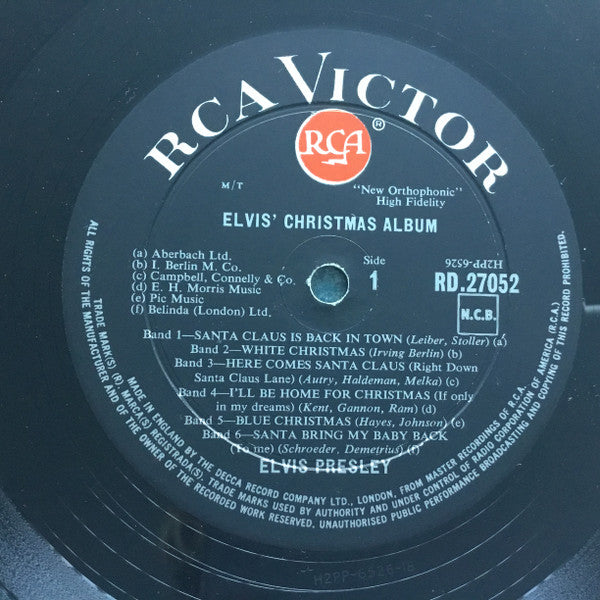 RCA VICTOR
RCA
®
M/T
"New Orthophonic"
High Fidelity
ELVIS' CHRISTMAS ALBUM
(a) Aberbach Ltd.
(b) I. Berlin M. Co.
(c) Campbell, Connelly & Co.
(d) E. H. Morris Music
(e) Pic Music
(f) Belinda (London) Ltd.
Side
1
H2PP-6526
RD.27052
N.C.B.
Band 1—SANTA CLAUS IS BACK IN TOWN (Leiber, Stoller) (a)
Band 2—WHITE CHRISTMAS (Irving Berlin) (b)
Band 3—HERE COMES SANTA CLAUS (Right Down
Santa Claus Lane) (Autry, Haldeman, Melka) (c)
Band 4—I'LL BE HOME FOR CHRISTMAS (If only
in my dreams) (Kent, Gannon, Ram) (d)
Band 5—BLUE CHRISTMAS (Hayes, Johnson) (e)
Band 6—SANTA BRING MY BABY BACK
(To me) (Schroeder, Demetrius) (f)
ELVIS PRESLEY
TRADE MARK(S) (R). MARCA(S) REGISTRADA(S). TRADE MARKS USED BY AUTHORITY AND UNDER CONTROL OF RADIO CORPORATION OF AMERICA (R.C.A.)
MADE IN ENGLAND BY THE DECCA RECORD COMPANY LTD., LONDON, FROM MASTER RECORDINGS OF R.C.A.
ALL RIGHTS OF THE MANUFACTURER AND OF THE OWNER OF THE RECORDED WORK RESERVED. UNAUTHORISED PUBLIC PERFORMANCE BROADCASTING AND COPYING OF THIS RECORD PROHIBITED.
H2PP-6526-18